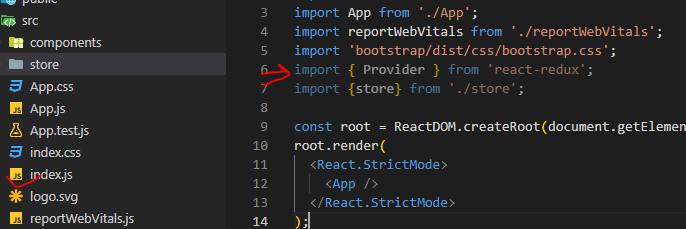 public
src
components
store
App.css
App.js
App.test.js
index.css
index.js
logo.svg
reportWebVitals.js
3 import App from './App';
4 import reportWebVitals from './reportWebVitals';
5 import 'bootstrap/dist/css/bootstrap.css';
6 import { Provider } from 'react-redux';
7 import {store} from './store';
8
9 const root = ReactDOM.createRoot(document.getElemen
10 root.render(
11 <React.StrictMode>
12 <App />
13 </React.StrictMode>
14 );